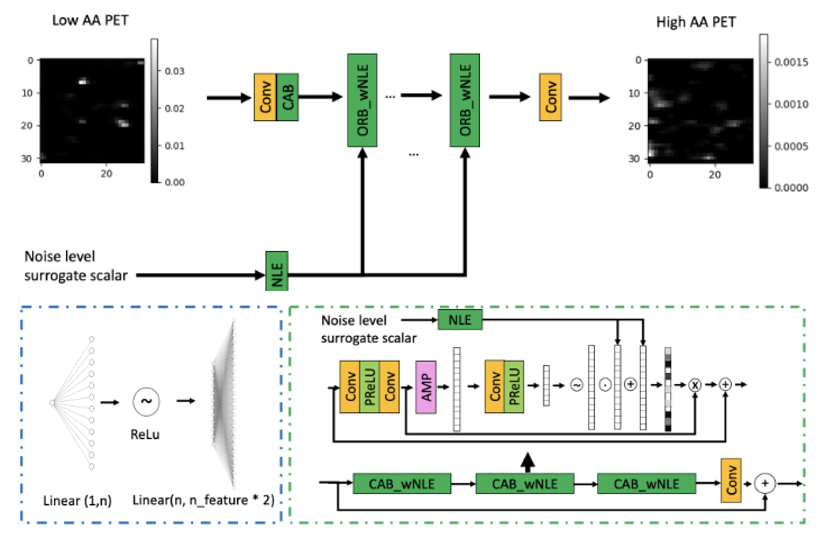 Low AA PET
High AA PET
0
10
20
30
0
20
0.03
0.02
0.01
0.00
Conv
CAB
ORB_wNLE
...
ORB_wNLE
...
Conv
0
10
20
30
0
20
0.0015
0.0010
0.0005
0.0000
Noise level
surrogate scalar
NLE
~
ReLu
Linear (1,n)
Linear(n, n_feature * 2)
Noise level
surrogate scalar
NLE
Conv
PReLU
Conv
AMP
Conv
PReLU
~
·
+
x
+
CAB_wNLE
CAB_wNLE
CAB_wNLE
Conv
+